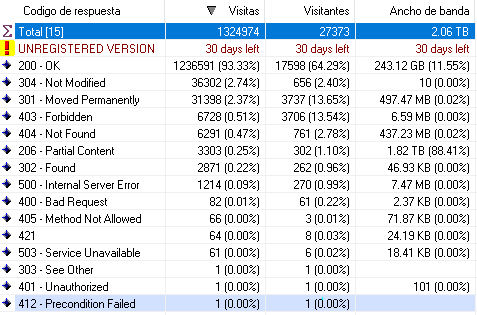 Codigo de respuesta Visitas Visitantes Ancho de banda
Σ Total [15] 1324974 27373 2.06 TB
! UNREGISTERED VERSION 30 days left 30 days left 30 days left
200 - OK 1236591 (93.33%) 17598 (64.29%) 243.12 GB (11.55%)
304 - Not Modified 36302 (2.74%) 656 (2.40%) 10 (0.00%)
301 - Moved Permanently 31398 (2.37%) 3737 (13.65%) 497.47 MB (0.02%)
403 - Forbidden 6728 (0.51%) 3706 (13.54%) 6.59 MB (0.00%)
404 - Not Found 6291 (0.47%) 761 (2.78%) 437.23 MB (0.02%)
206 - Partial Content 3303 (0.25%) 302 (1.10%) 1.82 TB (88.41%)
302 - Found 2871 (0.22%) 262 (0.96%) 46.93 KB (0.00%)
500 - Internal Server Error 1214 (0.09%) 270 (0.99%) 7.47 MB (0.00%)
400 - Bad Request 82 (0.01%) 61 (0.22%) 2.37 KB (0.00%)
405 - Method Not Allowed 66 (0.00%) 3 (0.01%) 71.87 KB (0.00%)
421 64 (0.00%) 8 (0.03%) 24.19 KB (0.00%)
503 - Service Unavailable 61 (0.00%) 6 (0.02%) 18.41 KB (0.00%)
303 - See Other 1 (0.00%) 1 (0.00%)
401 - Unauthorized 1 (0.00%) 1 (0.00%) 101 (0.00%)
412 - Precondition Failed 1 (0.00%) 1 (0.00%)